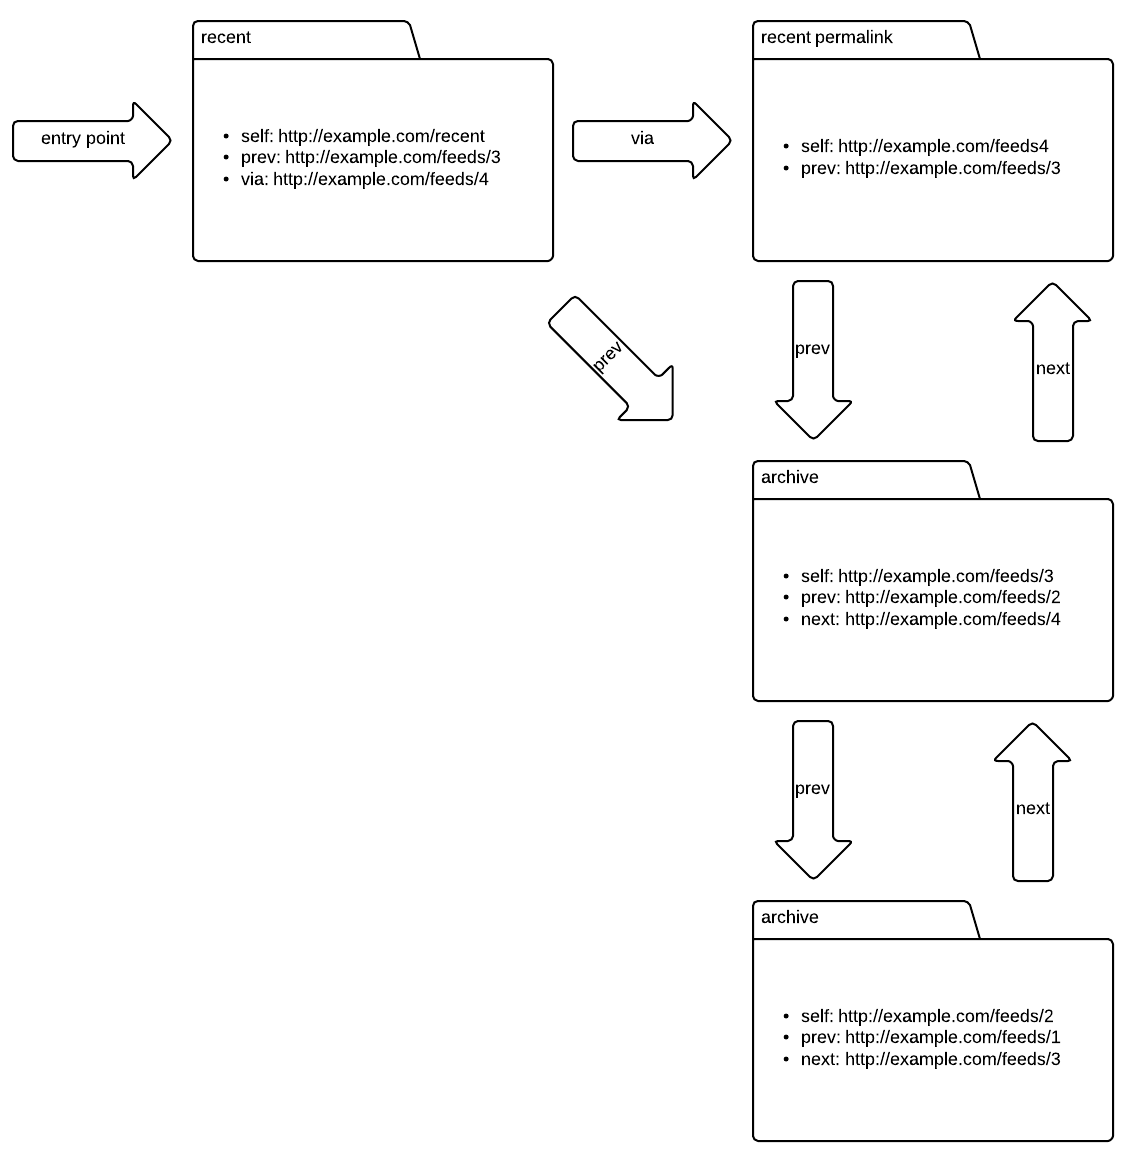 recent
entry point
• self: http://example.com/recent
• prev: http://example.com/feeds/3
• via: http://example.com/feeds/4
via
recent permalink
• self: http://example.com/feeds4
• prev: http://example.com/feeds/3
prev
prev
next
archive
• self: http://example.com/feeds/3
• prev: http://example.com/feeds/2
• next: http://example.com/feeds/4
prev
next
archive
• self: http://example.com/feeds/2
• prev: http://example.com/feeds/1
• next: http://example.com/feeds/3